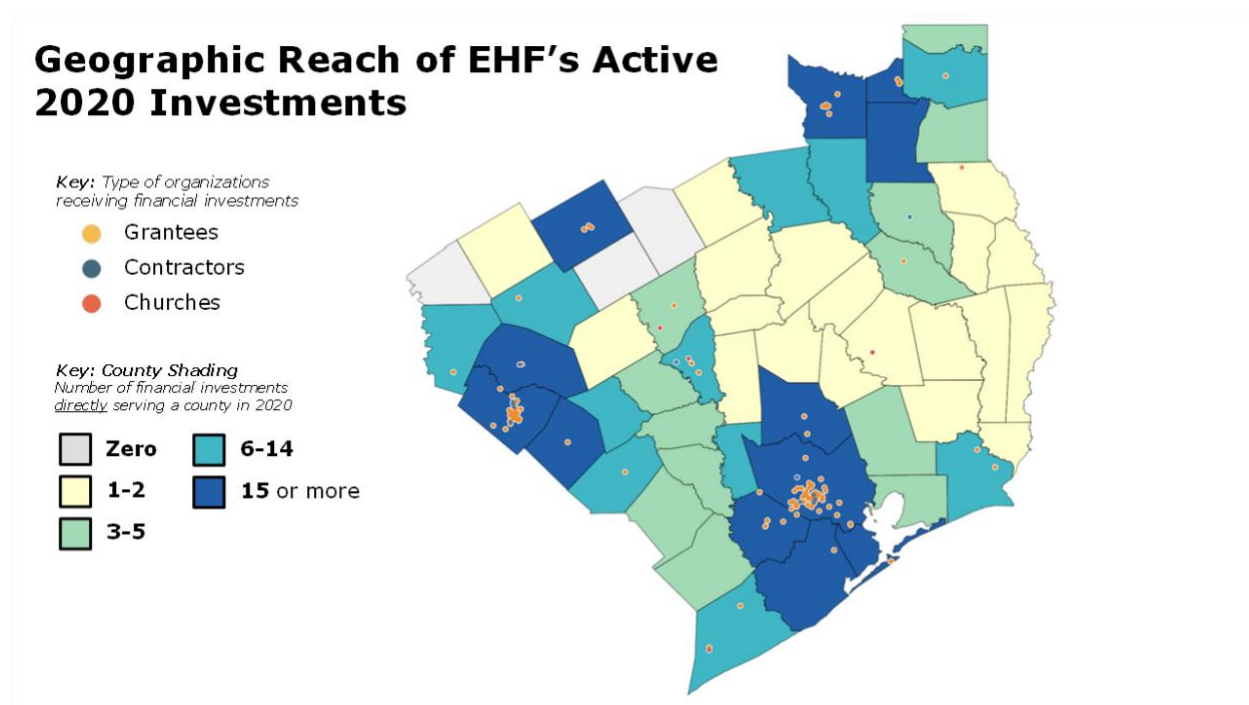 Geographic Reach of EHF’s Active
2020 Investments
Key: Type of organizations
receiving financial investments
Grantees
Contractors
Churches
Key: County Shading
Number of financial investments
directly serving a county in 2020
Zero
6-14
1-2
15 or more
3-5